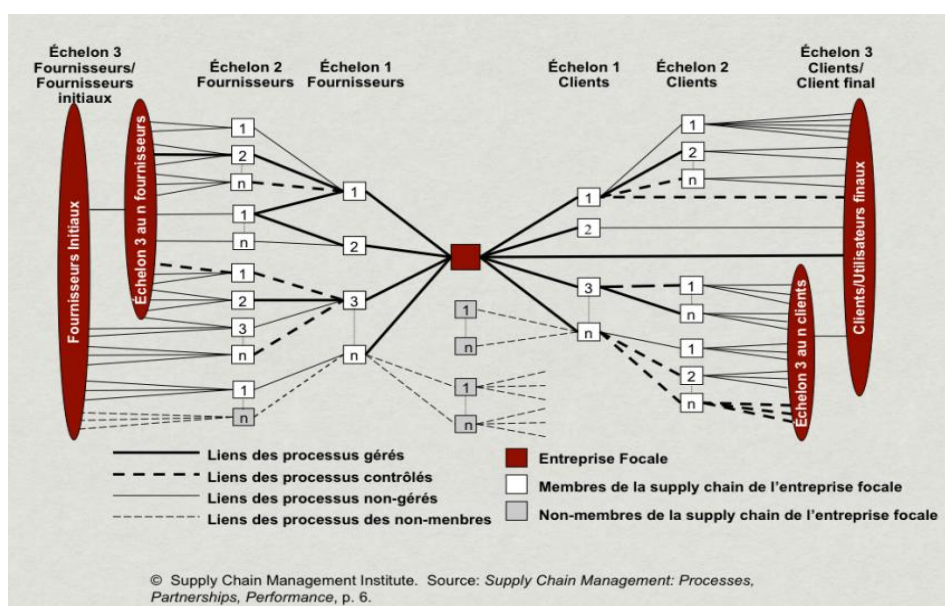 Échelon 3
Fournisseurs/
Fournisseurs
initiaux
Échelon 2
Fournisseurs
Échelon 1
Fournisseurs
Échelon 1
Clients
Échelon 2
Clients
Échelon 3
Clients/
Client final
Fournisseurs Initiaux
Échelon 3 au n fournisseurs
1
2
n
1
n
1
2
3
n
1
n
1
2
3
n
1
n
1
n
1
2
3
n
1
2
n
1
n
1
2
n
Échelon 3 au n clients
Clients/Utilisateurs finaux
Liens des processus gérés
Liens des processus contrôlés
Liens des processus non-gérés
Liens des processus des non-menbres
Entreprise Focale
Membres de la supply chain de l'entreprise focale
Non-membres de la supply chain de l'entreprise focale
© Supply Chain Management Institute. Source: Supply Chain Management: Processes,
Partnerships, Performance, p. 6.